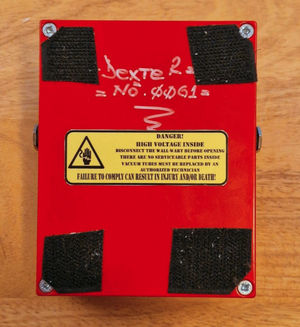 DEXTER
= NO. 0061 =
DANGER!
HIGH VOLTAGE INSIDE
DISCONNECT THE WALL-WART BEFORE OPENING
THERE ARE NO SERVICEABLE PARTS INSIDE
VACUUM TUBES MUST BE REPLACED BY AN
AUTHORIZED TECHNICIAN
FAILURE TO COMPLY CAN RESULT IN INJURY AND/OR DEATH!